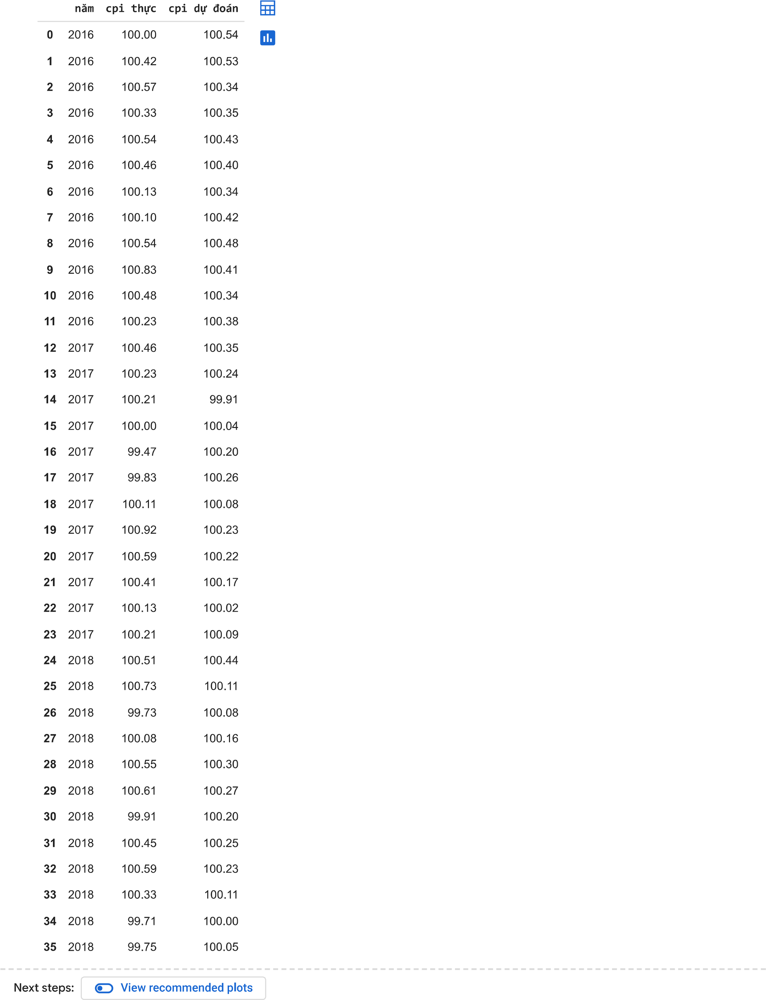 năm cpi thực cpi dự đoán
0 2016 100.00 100.54
1 2016 100.42 100.53
2 2016 100.57 100.34
3 2016 100.33 100.35
4 2016 100.54 100.43
5 2016 100.46 100.40
6 2016 100.13 100.34
7 2016 100.10 100.42
8 2016 100.54 100.48
9 2016 100.83 100.41
10 2016 100.48 100.34
11 2016 100.23 100.38
12 2017 100.46 100.35
13 2017 100.23 100.24
14 2017 100.21 99.91
15 2017 100.00 100.04
16 2017 99.47 100.20
17 2017 99.83 100.26
18 2017 100.11 100.08
19 2017 100.92 100.23
20 2017 100.59 100.22
21 2017 100.41 100.17
22 2017 100.13 100.02
23 2017 100.21 100.09
24 2018 100.51 100.44
25 2018 100.73 100.11
26 2018 99.73 100.08
27 2018 100.08 100.16
28 2018 100.55 100.30
29 2018 100.61 100.27
30 2018 99.91 100.20
31 2018 100.45 100.25
32 2018 100.59 100.23
33 2018 100.33 100.11
34 2018 99.71 100.00
35 2018 99.75 100.05
Next steps: View recommended plots